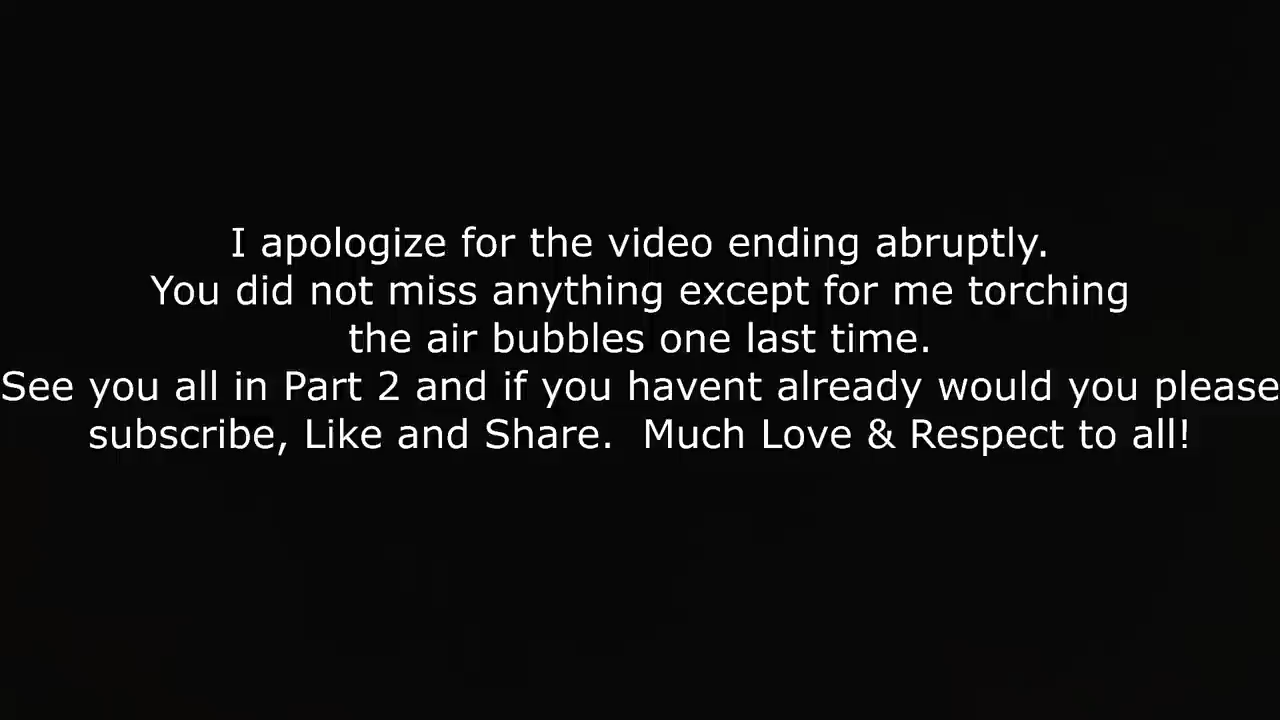 I apologize for the video ending abruptly.
You did not miss anything except for me torching
the air bubbles one last time.
See you all in Part 2 and if you havent already would you please
subscribe, Like and Share.  Much Love & Respect to all!